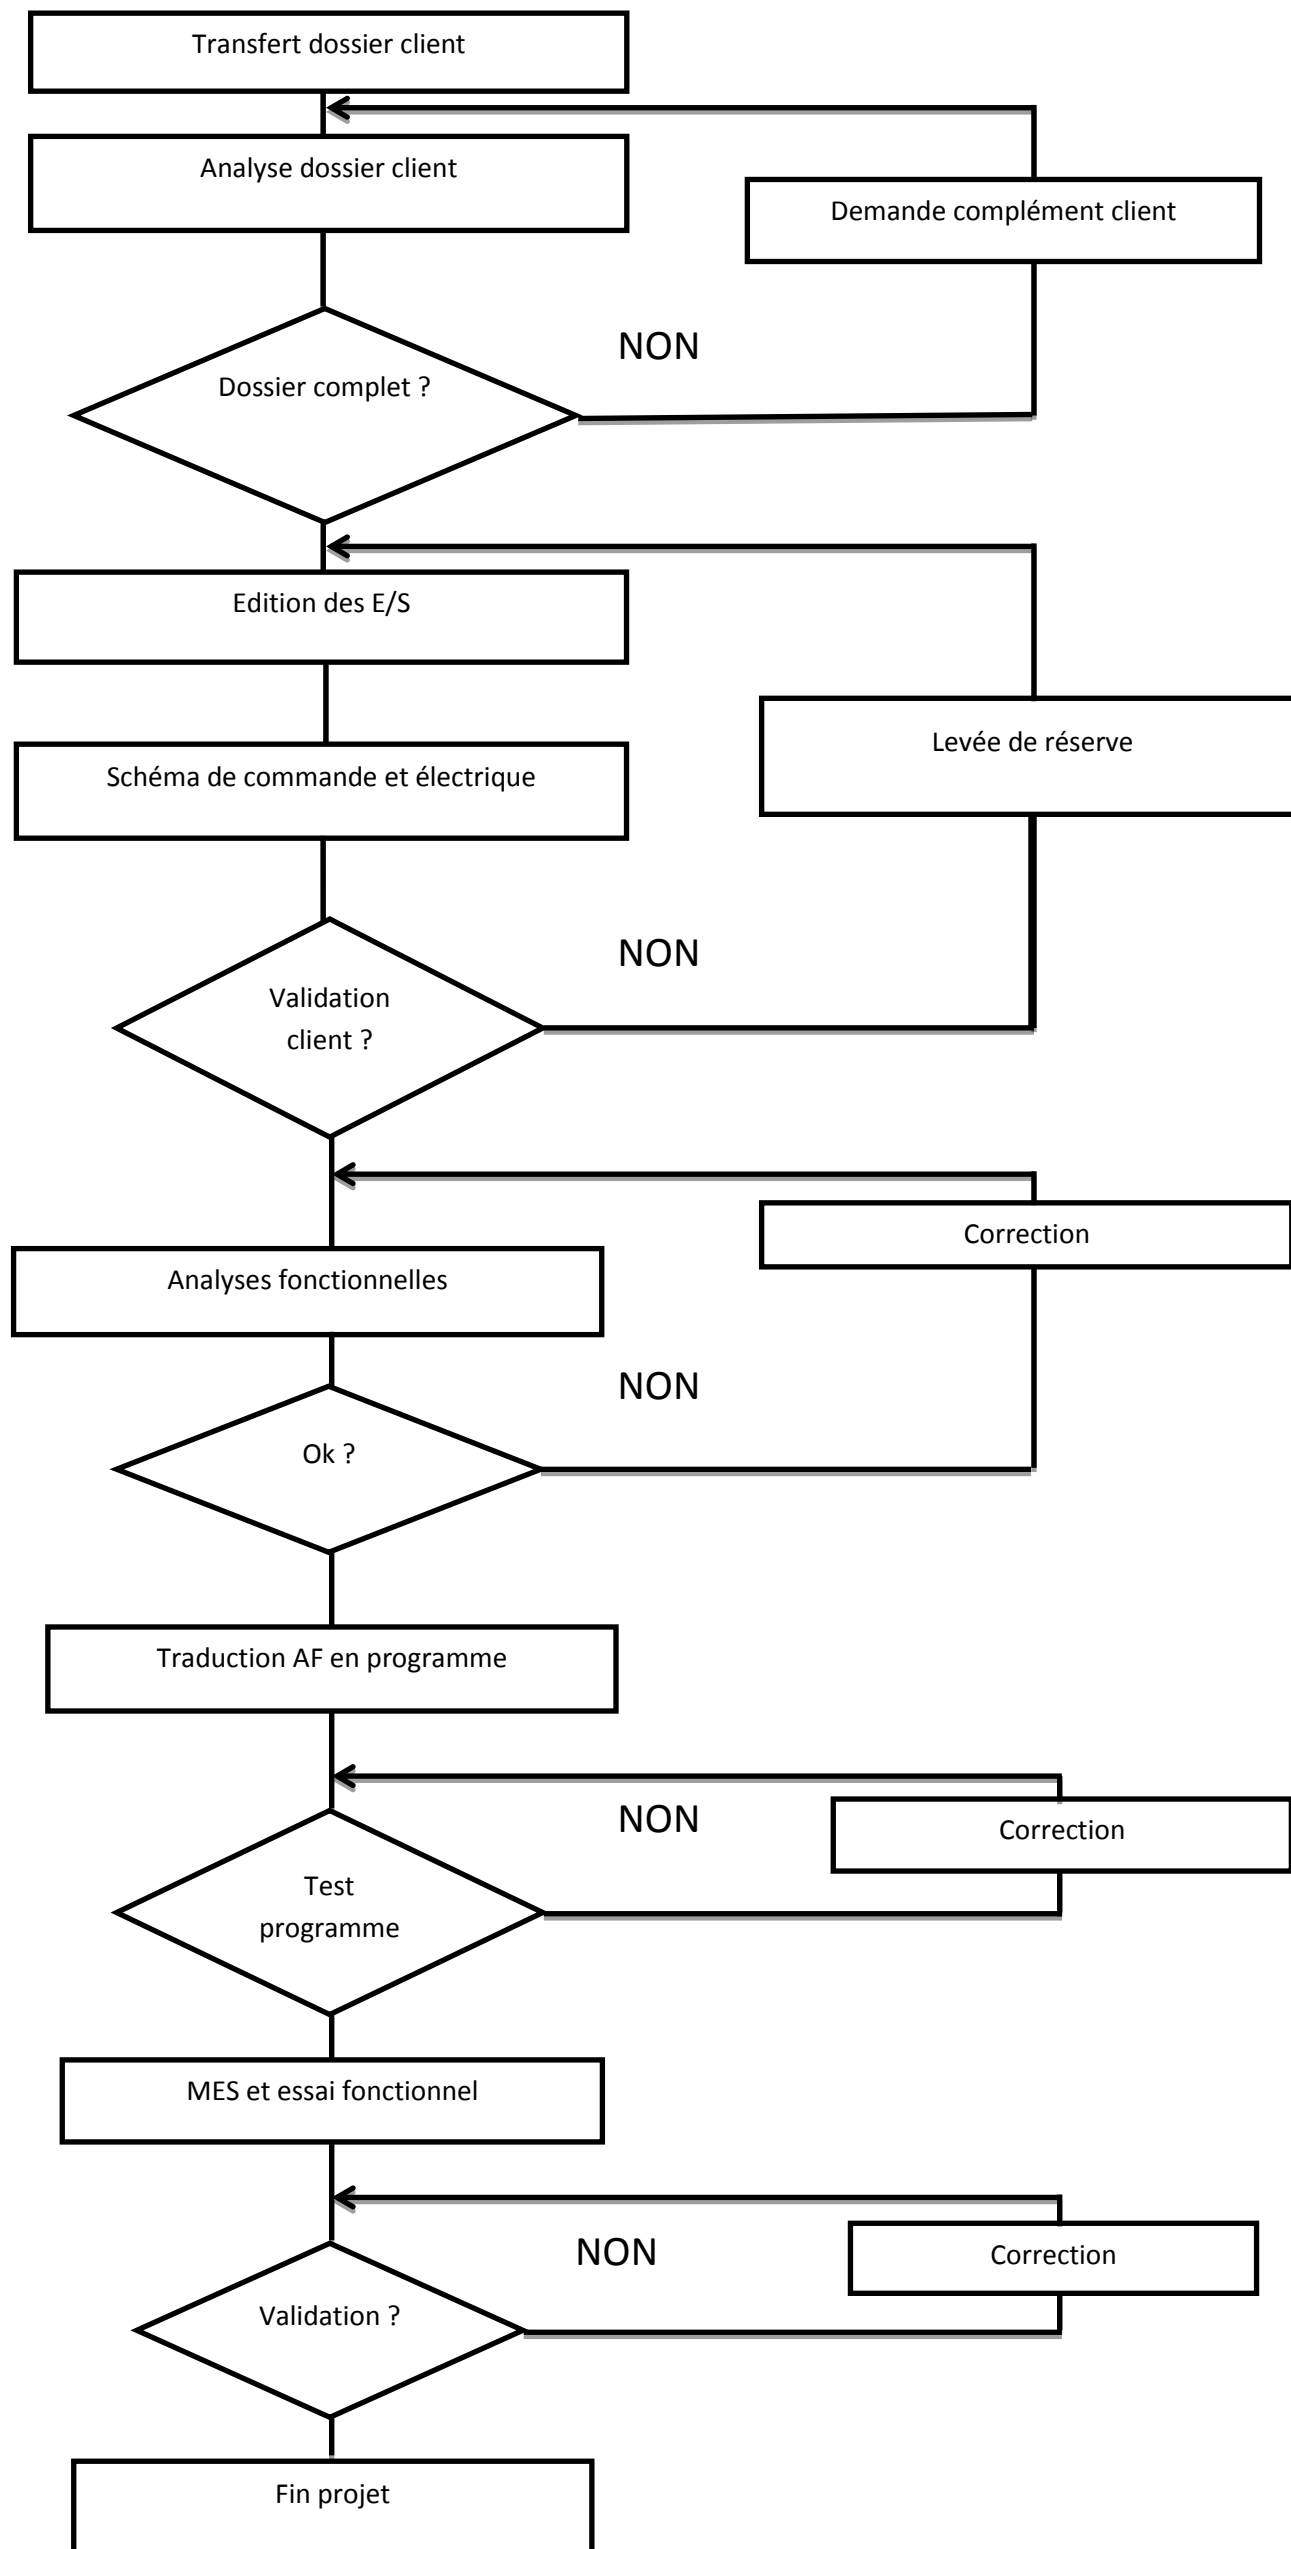 Transfert dossier client
Analyse dossier client
Demande complément client
NON
Dossier complet ?
Edition des E/S
Levée de réserve
Schéma de commande et électrique
NON
Validation
client ?
Correction
Analyses fonctionnelles
NON
Ok ?
Traduction AF en programme
NON
Correction
Test
programme
MES et essai fonctionnel
NON
Correction
Validation ?
Fin projet